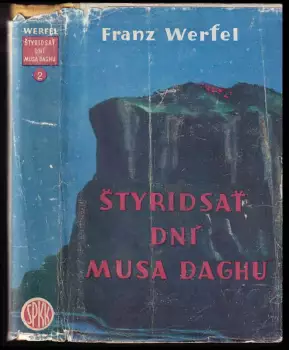 WERFEL
ŠTYRIDSAŤ
DNÍ
MUSA DAGHU
2
SPKK
Franz Werfel
ŠTYRIDSAŤ
DNÍ
MUSA DAGHU